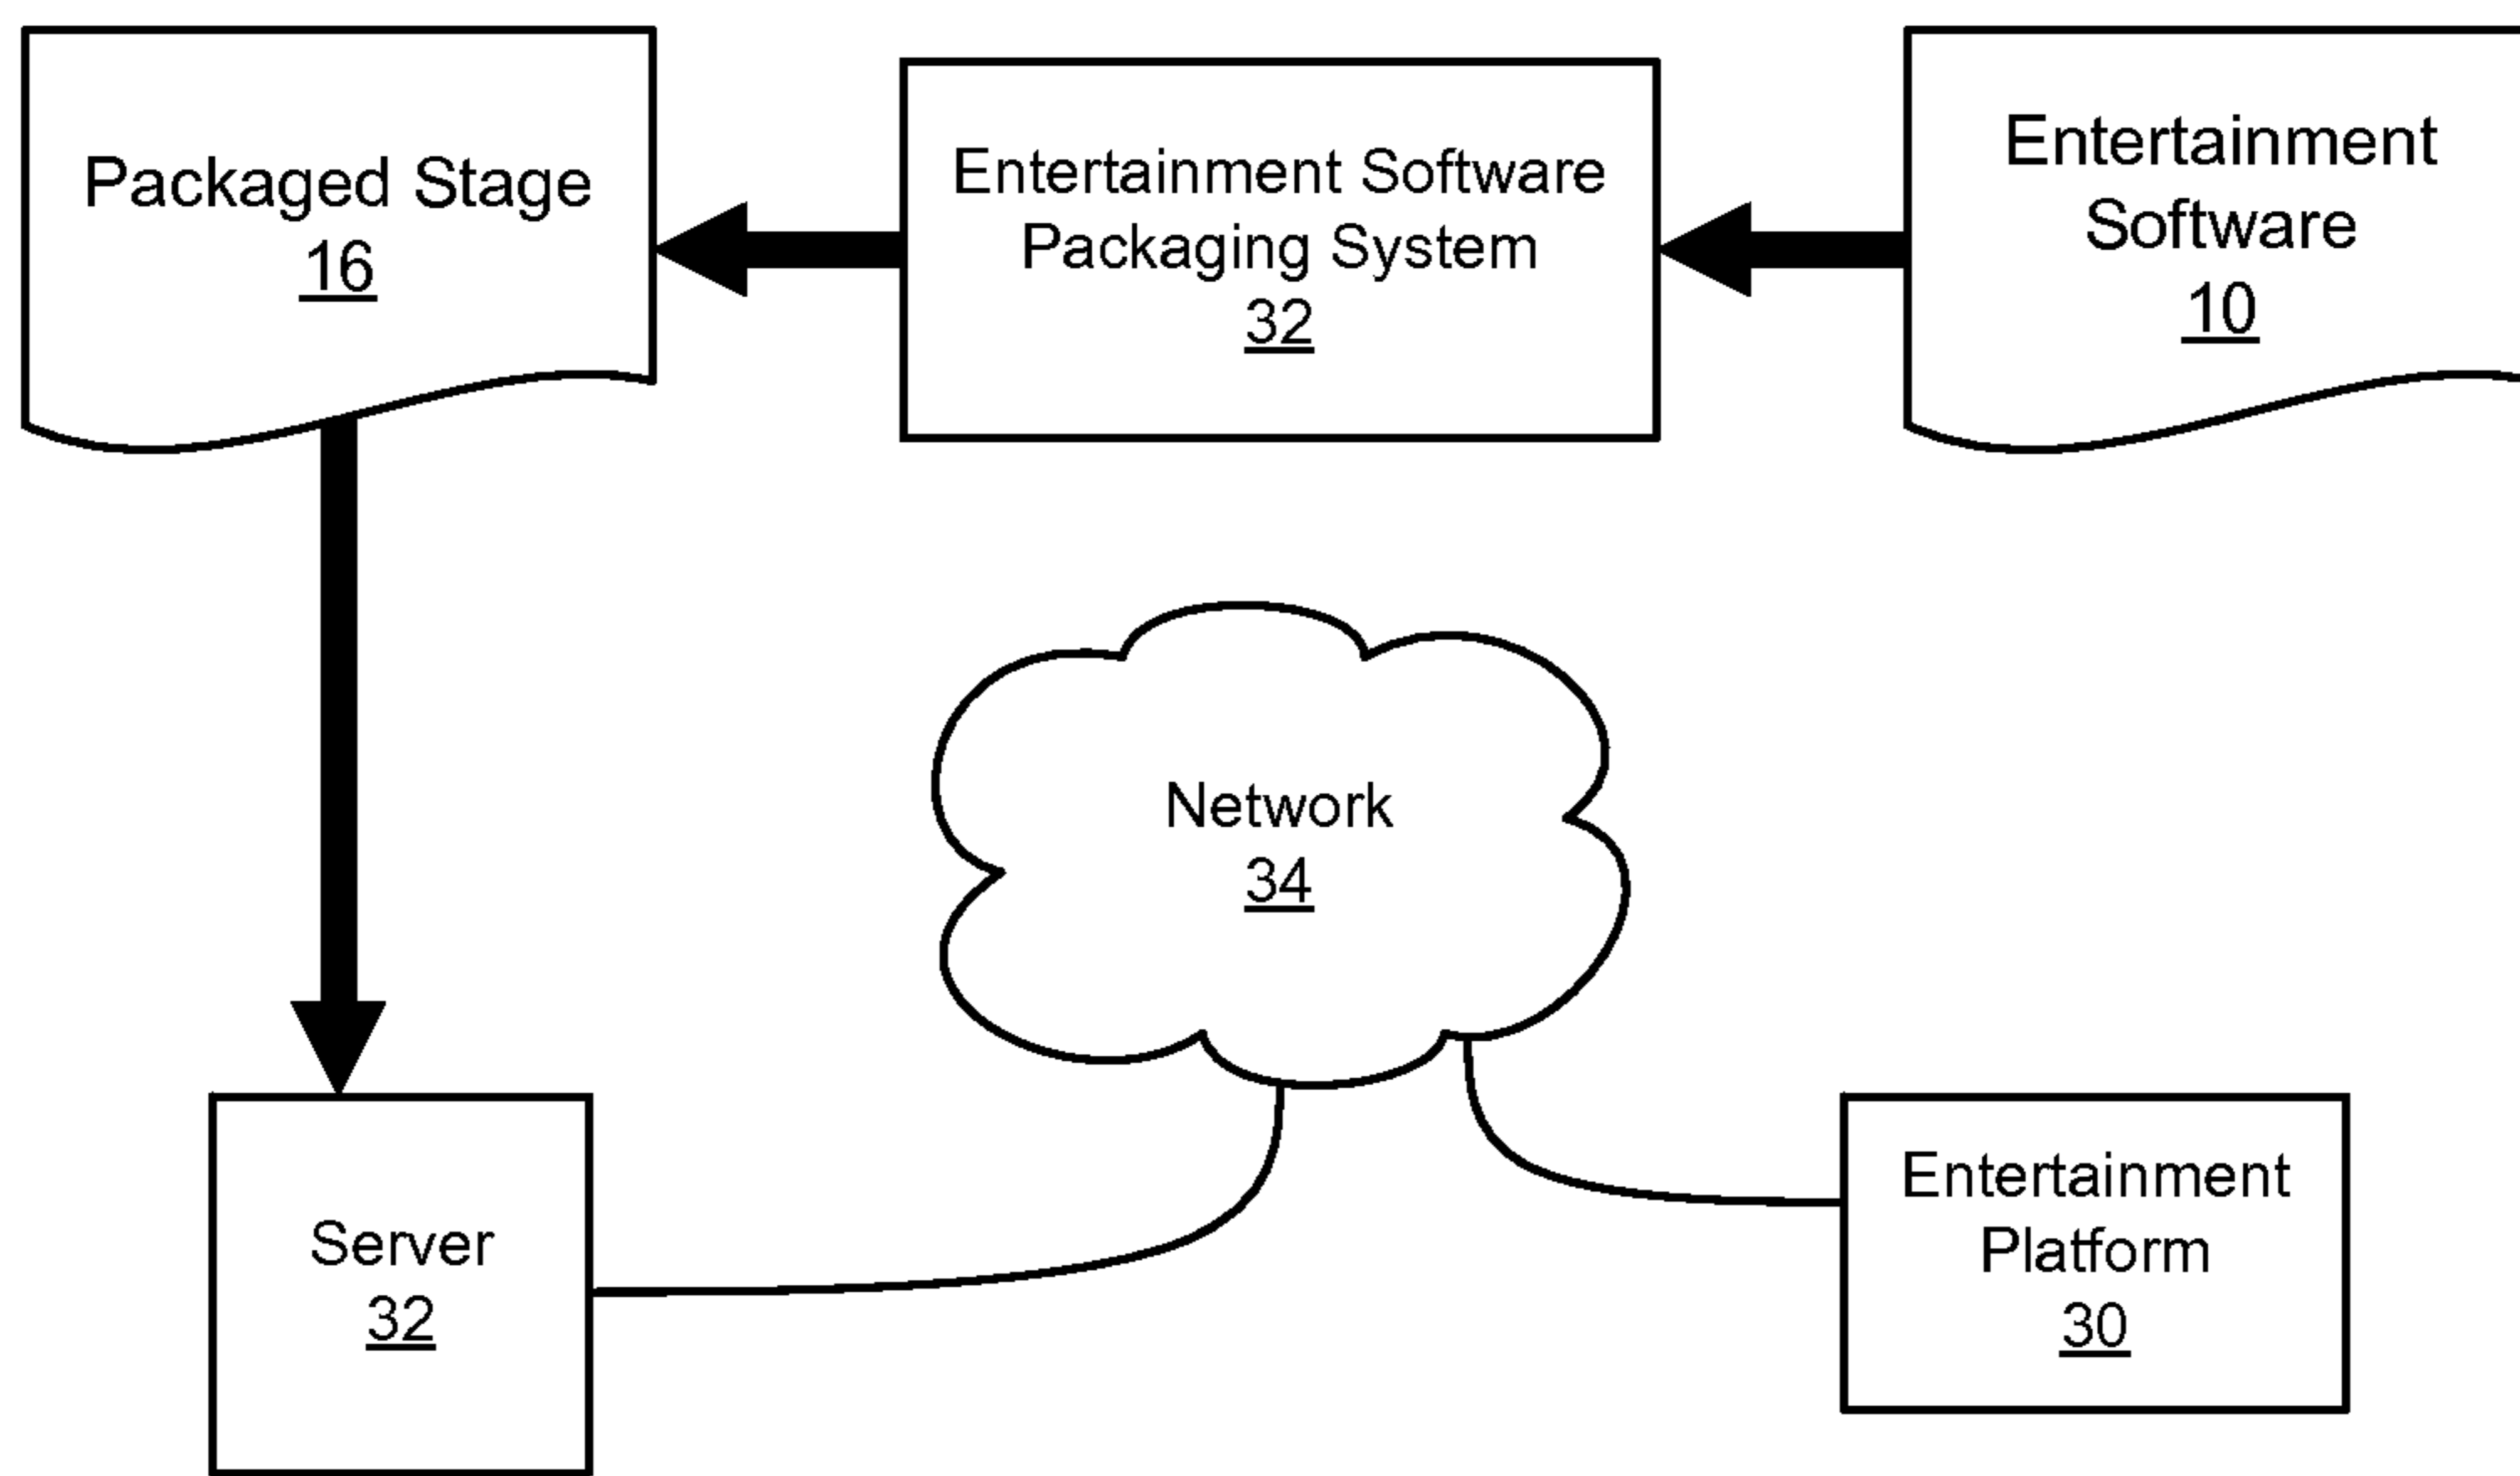 Packaged Stage
16
Entertainment Software
Packaging System
32
Entertainment
Software
10
Network
34
Server
32
Entertainment
Platform
30